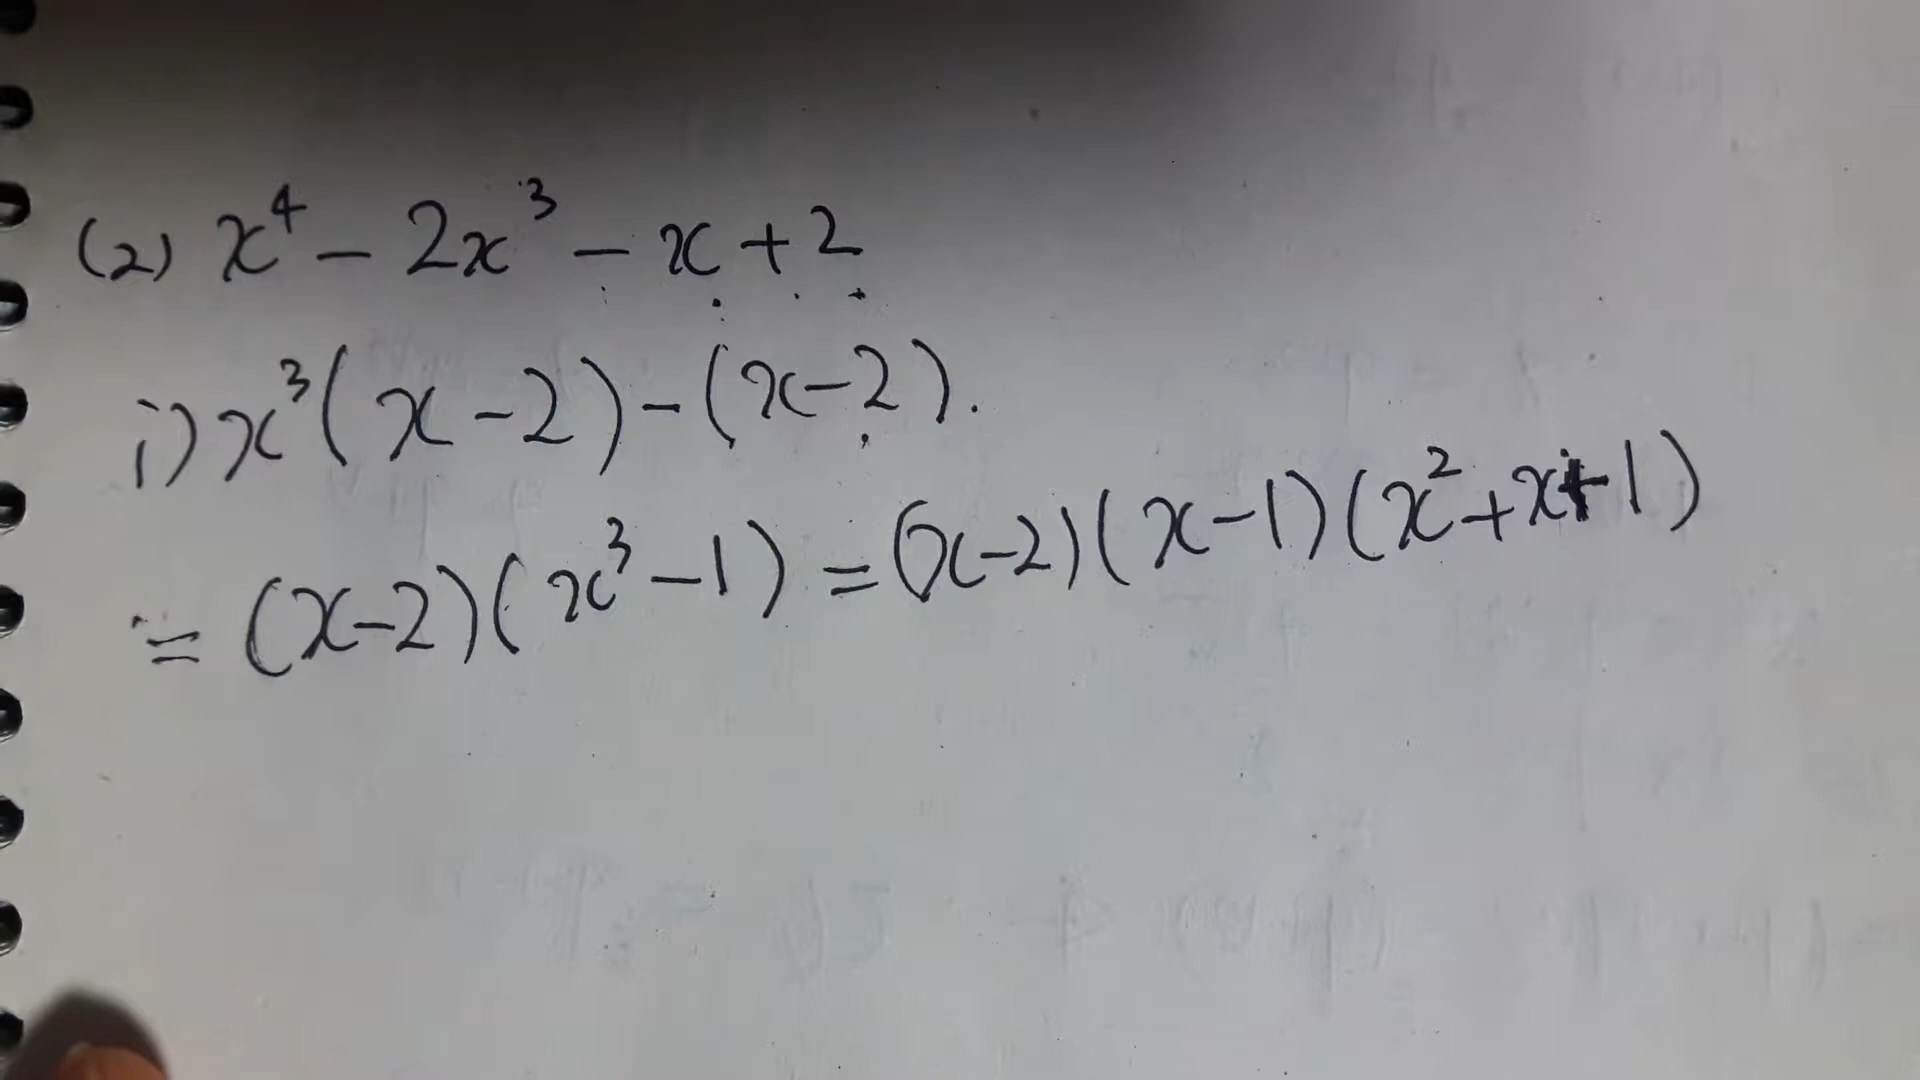 (2) x⁴ - 2x³ - x + 2
i) x³(x-2)-(x-2).
= (x-2)(x³-1) = (x-2)(x-1)(x²+x+1)